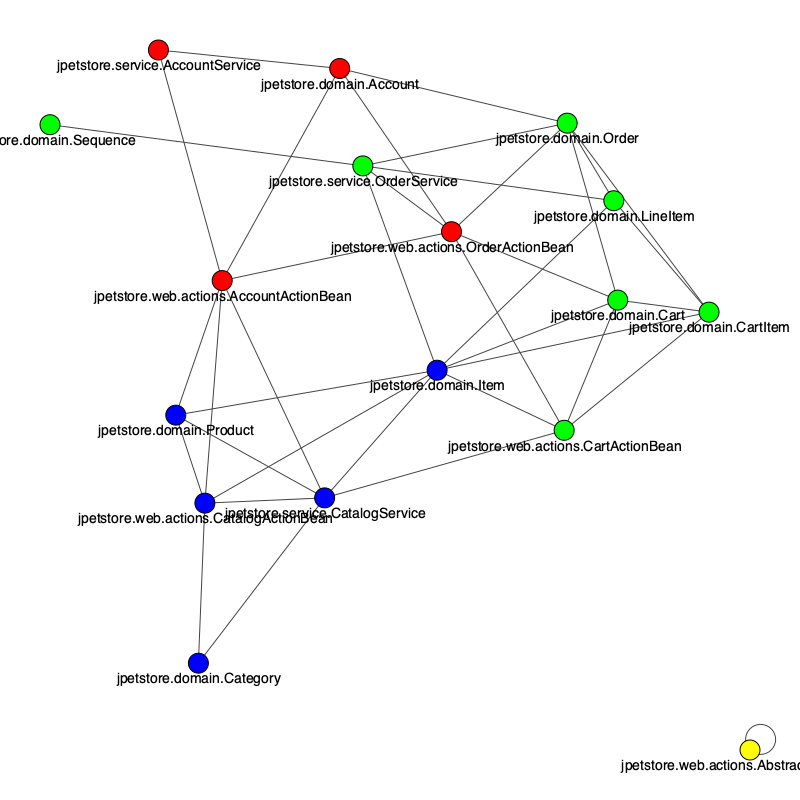 jpetstore.service.AccountService
jpetstore.domain.Account
ore.domain.Sequence
jpetstore.domain.Order
jpetstore.service.OrderService
jpetstore.domain.LineItem
jpetstore.web.actions.OrderActionBean
jpetstore.web.actions.AccountActionBean
jpetstore.domain.Cart
jpetstore.domain.CartItem
jpetstore.domain.Item
jpetstore.domain.Product
jpetstore.web.actions.CartActionBean
jpetstore.web.actions.CatalogActionBean
jpetstore.service.CatalogService
jpetstore.domain.Category
jpetstore.web.actions.Abstrac